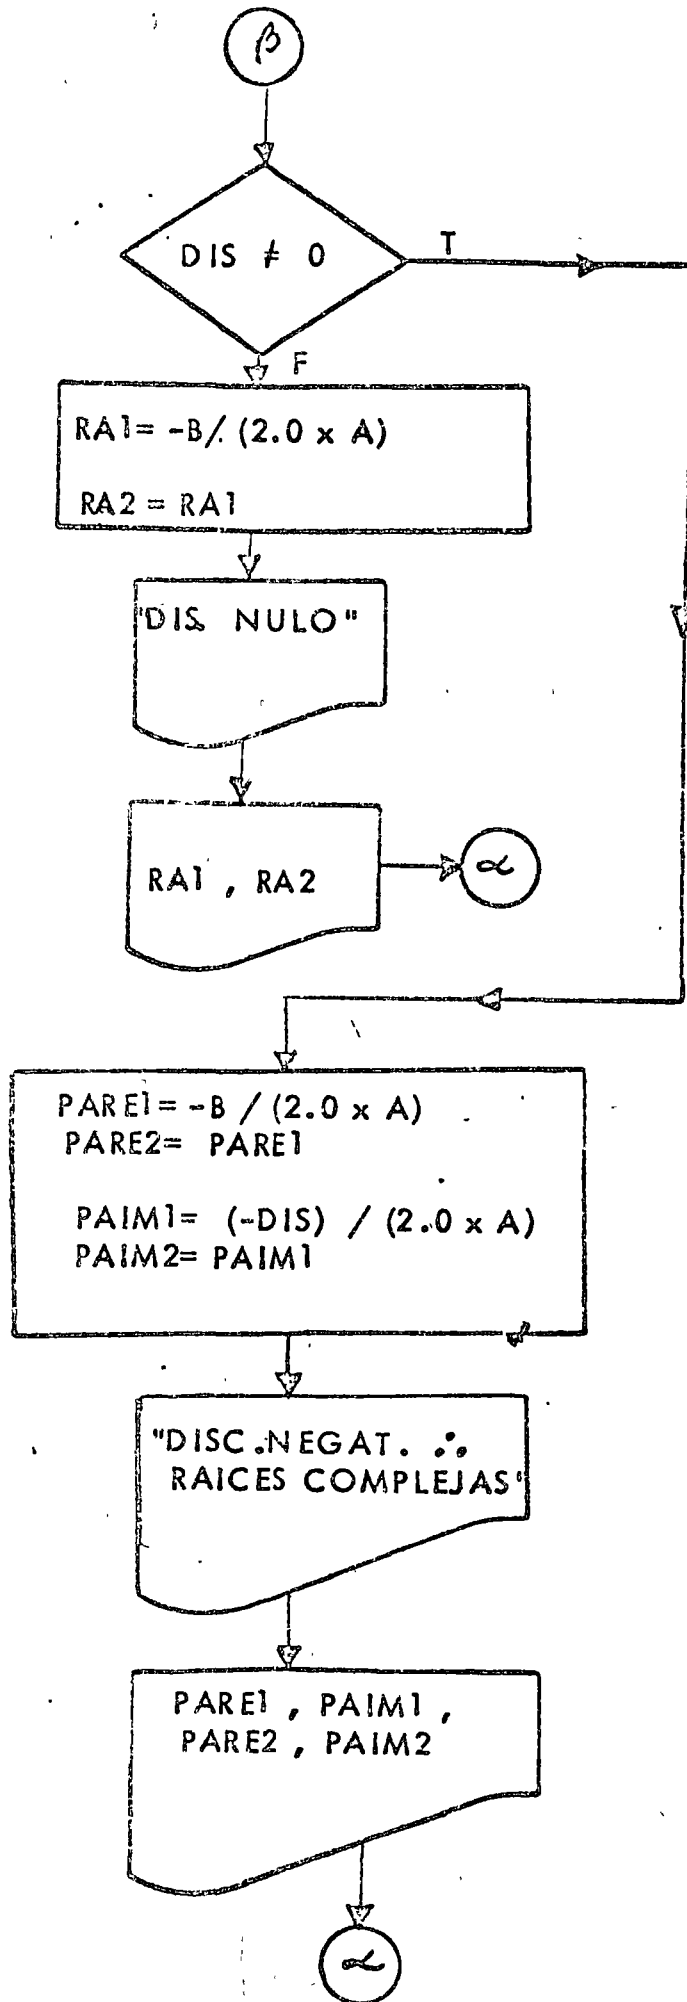 β
DIS ≠ 0
T
F
RA1= -B/(2.0 x A)
RA2 = RA1
"DIS. NULO"
RA1 , RA2
α
PARE1= -B / (2.0 x A)
PARE2= PARE1
PAIM1= (-DIS) / (2.0 x A)
PAIM2= PAIM1
"DISC.NEGAT. ∴
RAICES COMPLEJAS"
PARE1 , PAIM1 ,
PARE2 , PAIM2
α